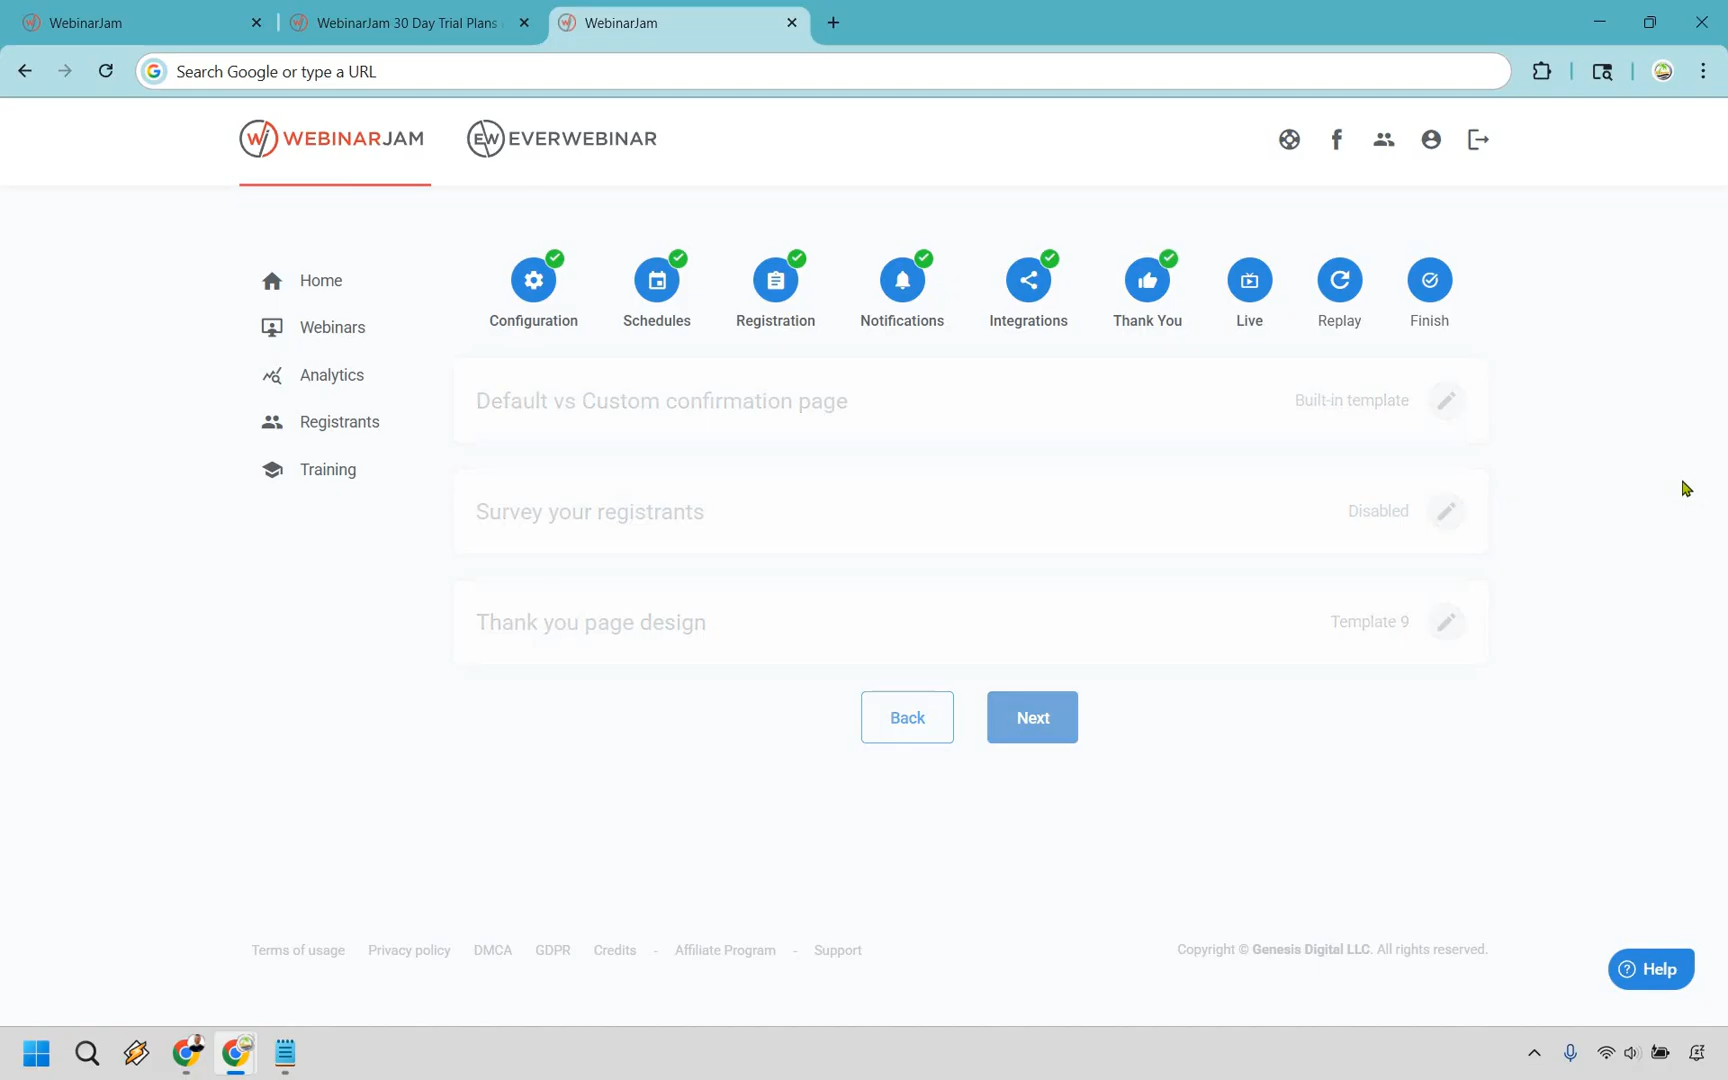 WebinarJam
WebinarJam 30 Day Trial Plans
WebinarJam
Search Google or type a URL
WEBINARJAM
EVERWEBINAR
Home
Webinars
Analytics
Registrants
Training
Configuration
Schedules
Registration
Notifications
Integrations
Thank You
Live
Replay
Finish
Default vs Custom confirmation page
Built-in template
Survey your registrants
Disabled
Thank you page design
Template 9
Back
Next
Terms of usage
Privacy policy
DMCA
GDPR
Credits
-
Affiliate Program
-
Support
Copyright © Genesis Digital LLC. All rights reserved.
Help